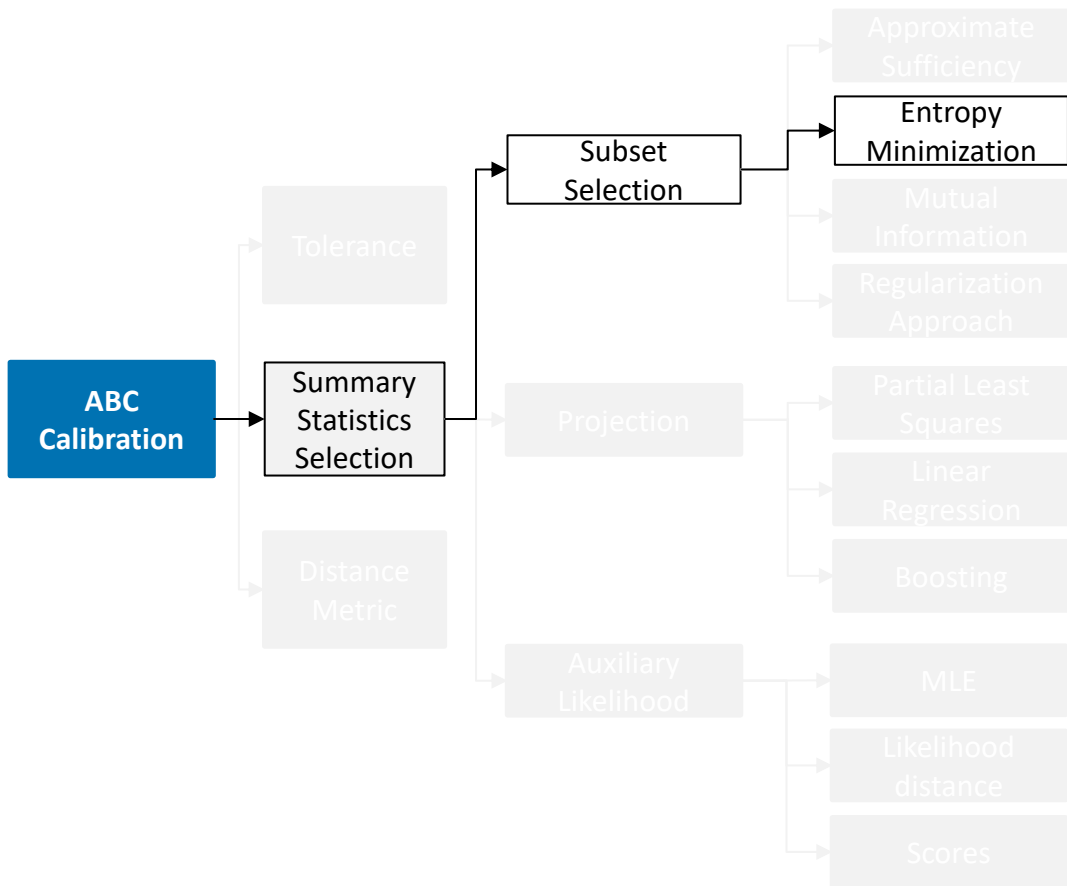 ABC
Calibration
Tolerance
Summary
Statistics
Selection
Distance
Metric
Subset
Selection
Projection
Auxiliary
Likelihood
Approximate
Sufficiency
Entropy
Minimization
Mutual
Information
Regularization
Approach
Partial Least
Squares
Linear
Regression
Boosting
MLE
Likelihood
distance
Scores